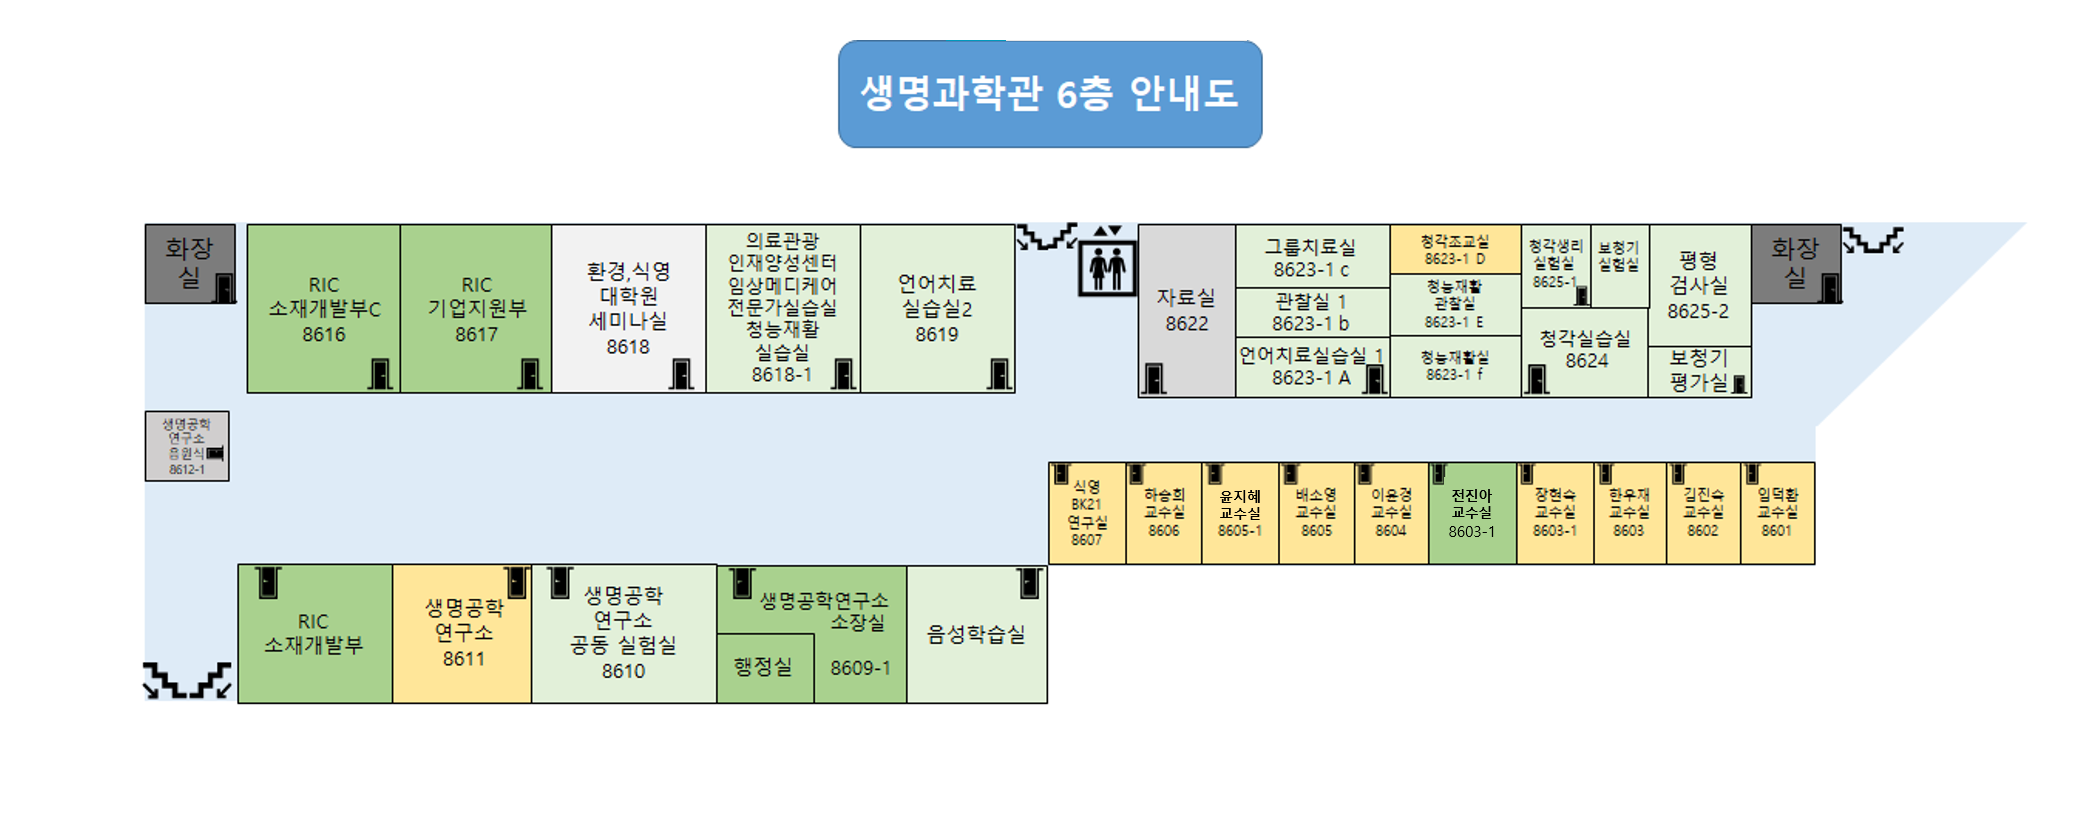 생명과학관 6층 안내도
화장
실
RIC
소재개발부C
8616
RIC
기업지원부
8617
환경,식영
대학원
세미나실
8618
의료관광
인재양성센터
임상메디케어
전문가실습실
청능재활
실습실
8618-1
언어치료
실습실2
8619
자료실
8622
그룹치료실
8623-1 c
관찰실 1
8623-1 b
언어치료실습실 1
8623-1 A
청각조교실
8623-1 D
청능재활
관찰실
8623-1 E
청능재활실
8623-1 f
청각생리
실험실
8625-1
보청기
실험실
청각실습실
8624
평형
검사실
8625-2
보청기
평가실
화장
실
생명공학
연구소
음원식
8612-1
식영
BK21
연구실
8607
하승희
교수실
8606
윤지혜
교수실
8605-1
배소영
교수실
8605
이윤경
교수실
8604
전진아
교수실
8603-1
장현숙
교수실
8603-1
한우재
교수실
8603
김진숙
교수실
8602
임덕환
교수실
8601
RIC
소재개발부
생명공학
연구소
8611
생명공학
연구소
공동 실험실
8610
생명공학연구소
소장실
8609-1
행정실
음성학습실